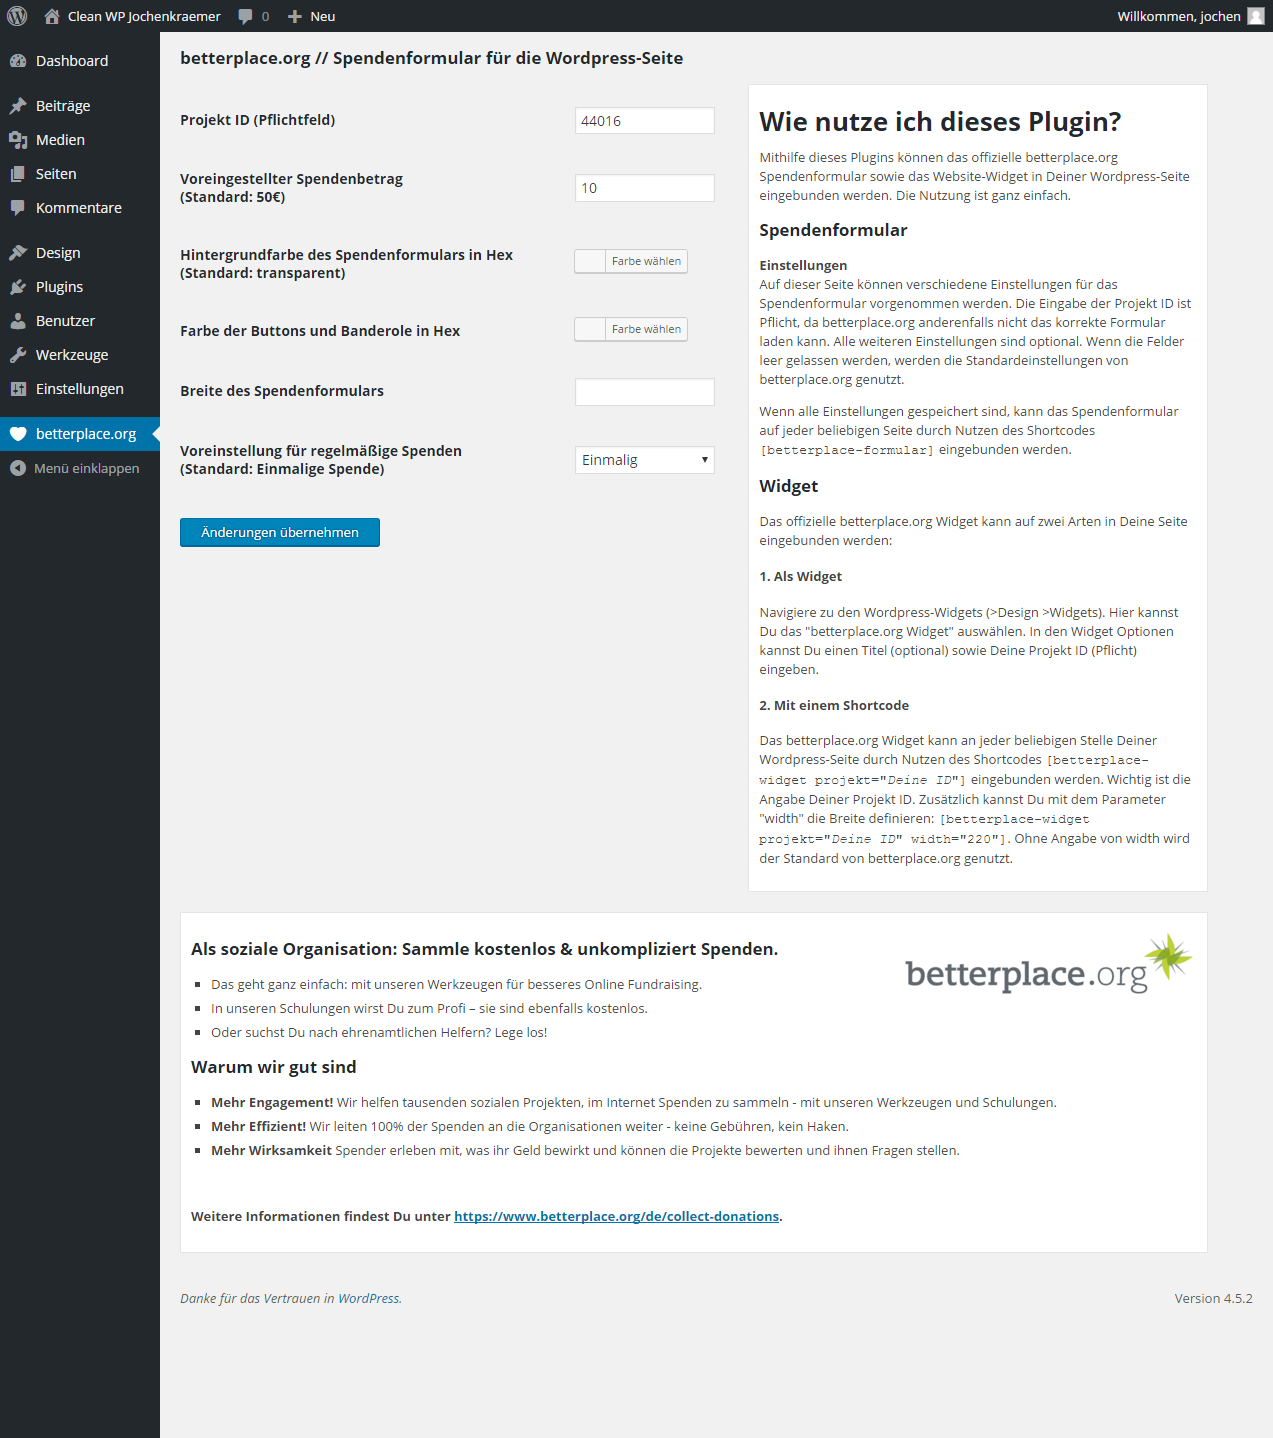 Clean WP Jochenkraemer
0
Neu
Willkommen, jochen
Dashboard
Beiträge
Medien
Seiten
Kommentare
Design
Plugins
Benutzer
Werkzeuge
Einstellungen
betterplace.org
Menü einklappen
betterplace.org // Spendenformular für die Wordpress-Seite
Projekt ID (Pflichtfeld)
44016
Voreingestellter Spendenbetrag
(Standard: 50€)
10
Hintergrundfarbe des Spendenformulars in Hex
(Standard: transparent)
Farbe wählen
Farbe der Buttons und Banderole in Hex
Farbe wählen
Breite des Spendenformulars
Voreinstellung für regelmäßige Spenden
(Standard: Einmalige Spende)
Einmalig
Änderungen übernehmen
Wie nutze ich dieses Plugin?
Mithilfe dieses Plugins können das offizielle betterplace.org
Spendenformular sowie das Website-Widget in Deiner Wordpress-Seite
eingebunden werden. Die Nutzung ist ganz einfach.
Spendenformular
Einstellungen
Auf dieser Seite können verschiedene Einstellungen für das
Spendenformular vorgenommen werden. Die Eingabe der Projekt ID ist
Pflicht, da betterplace.org anderenfalls nicht das korrekte Formular
laden kann. Alle weiteren Einstellungen sind optional. Wenn die Felder
leer gelassen werden, werden die Standardeinstellungen von
betterplace.org genutzt.
Wenn alle Einstellungen gespeichert sind, kann das Spendenformular
auf jeder beliebigen Seite durch Nutzen des Shortcodes
[betterplace-formular] eingebunden werden.
Widget
Das offizielle betterplace.org Widget kann auf zwei Arten in Deine Seite
eingebunden werden:
1. Als Widget
Navigiere zu den Wordpress-Widgets (>Design >Widgets). Hier kannst
Du das "betterplace.org Widget" auswählen. In den Widget Optionen
kannst Du einen Titel (optional) sowie Deine Projekt ID (Pflicht)
eingeben.
2. Mit einem Shortcode
Das betterplace.org Widget kann an jeder beliebigen Stelle Deiner
Wordpress-Seite durch Nutzen des Shortcodes [betterplace-
widget projekt="Deine ID"] eingebunden werden. Wichtig ist die
Angabe Deiner Projekt ID. Zusätzlich kannst Du mit dem Parameter
"width" die Breite definieren: [betterplace-widget
projekt="Deine ID" width="220"]. Ohne Angabe von width wird
der Standard von betterplace.org genutzt.
Als soziale Organisation: Sammle kostenlos & unkompliziert Spenden.
betterplace.org
Das geht ganz einfach: mit unseren Werkzeugen für besseres Online Fundraising.
In unseren Schulungen wirst Du zum Profi – sie sind ebenfalls kostenlos.
Oder suchst Du nach ehrenamtlichen Helfern? Lege los!
Warum wir gut sind
Mehr Engagement! Wir helfen tausenden sozialen Projekten, im Internet Spenden zu sammeln - mit unseren Werkzeugen und Schulungen.
Mehr Effizient! Wir leiten 100% der Spenden an die Organisationen weiter - keine Gebühren, kein Haken.
Mehr Wirksamkeit Spender erleben mit, was ihr Geld bewirkt und können die Projekte bewerten und ihnen Fragen stellen.
Weitere Informationen findest Du unter https://www.betterplace.org/de/collect-donations.
Danke für das Vertrauen in WordPress.
Version 4.5.2